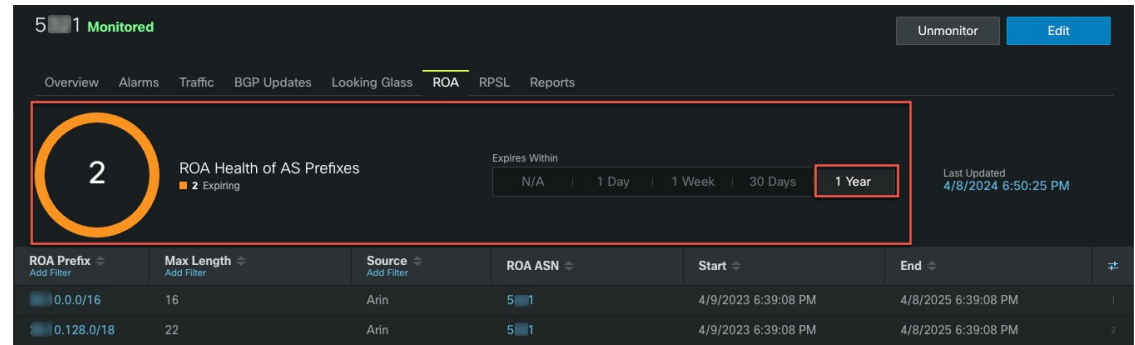 5 1 Monitored
Unmonitor Edit
Overview Alarms Traffic BGP Updates Looking Glass ROA RPSL Reports
2
ROA Health of AS Prefixes
2 Expiring
Expires Within
N/A 1 Day 1 Week 30 Days 1 Year
Last Updated
4/8/2024 6:50:25 PM
ROA Prefix Max Length Source ROA ASN Start End
Add Filter Add Filter Add Filter
0.0.0/16 16 Arin 5 1 4/9/2023 6:39:08 PM 4/8/2025 6:39:08 PM 1
0.128.0/18 22 Arin 5 1 4/9/2023 6:39:08 PM 4/8/2025 6:39:08 PM 2